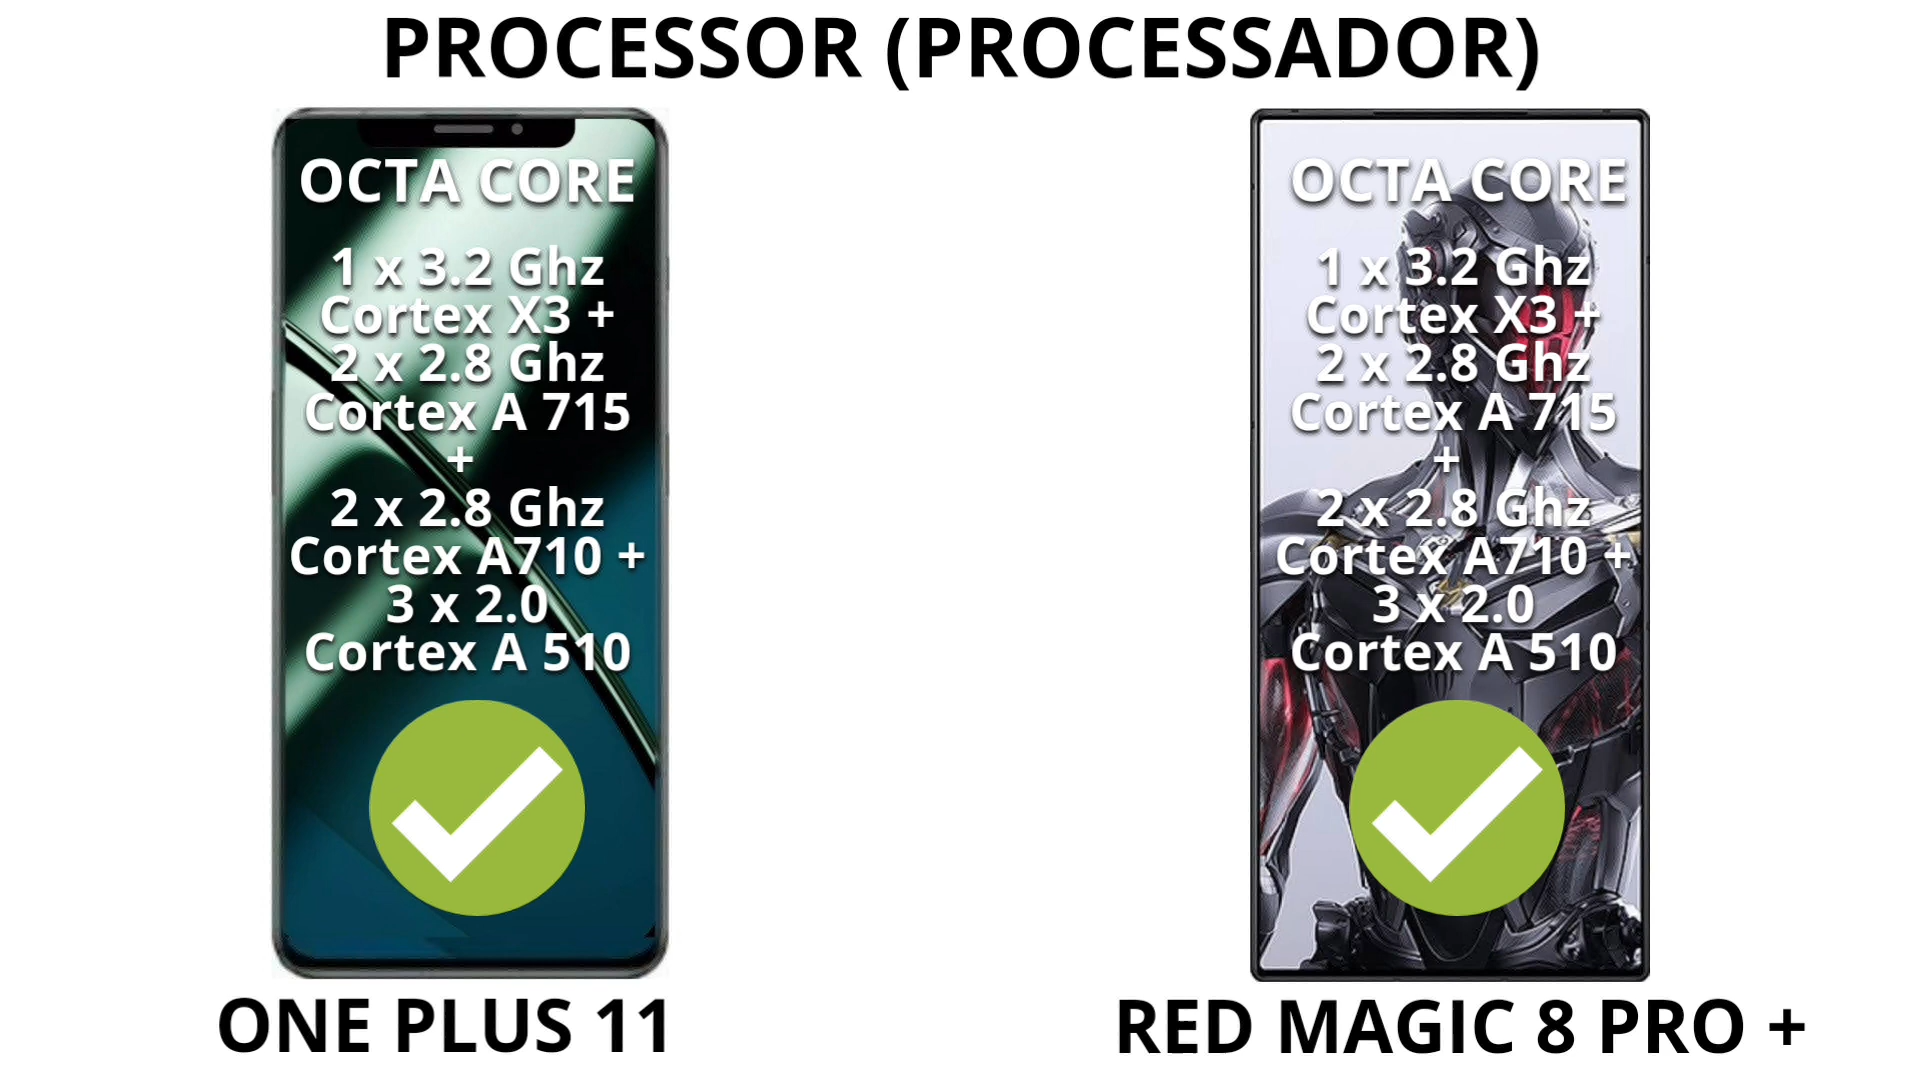 PROCESSOR (PROCESSADOR)
OCTA CORE
1 x 3.2 Ghz
Cortex X3 +
2 x 2.8 Ghz
Cortex A 715
+
2 x 2.8 Ghz
Cortex A710 +
3 x 2.0
Cortex A 510
ONE PLUS 11
OCTA CORE
1 x 3.2 Ghz
Cortex X3 +
2 x 2.8 Ghz
Cortex A 715
+
2 x 2.8 Ghz
Cortex A710 +
3 x 2.0
Cortex A 510
RED MAGIC 8 PRO +